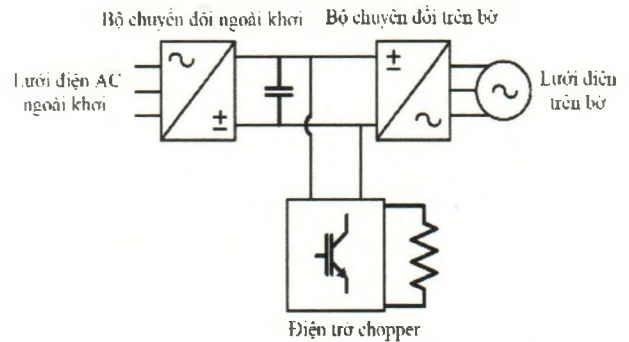 Bộ chuyển đổi ngoài khơi
Bộ chuyển đổi trên bờ
Lưới điện AC
ngoài khơi
Lưới điện
trên bờ
Điện trở chopper